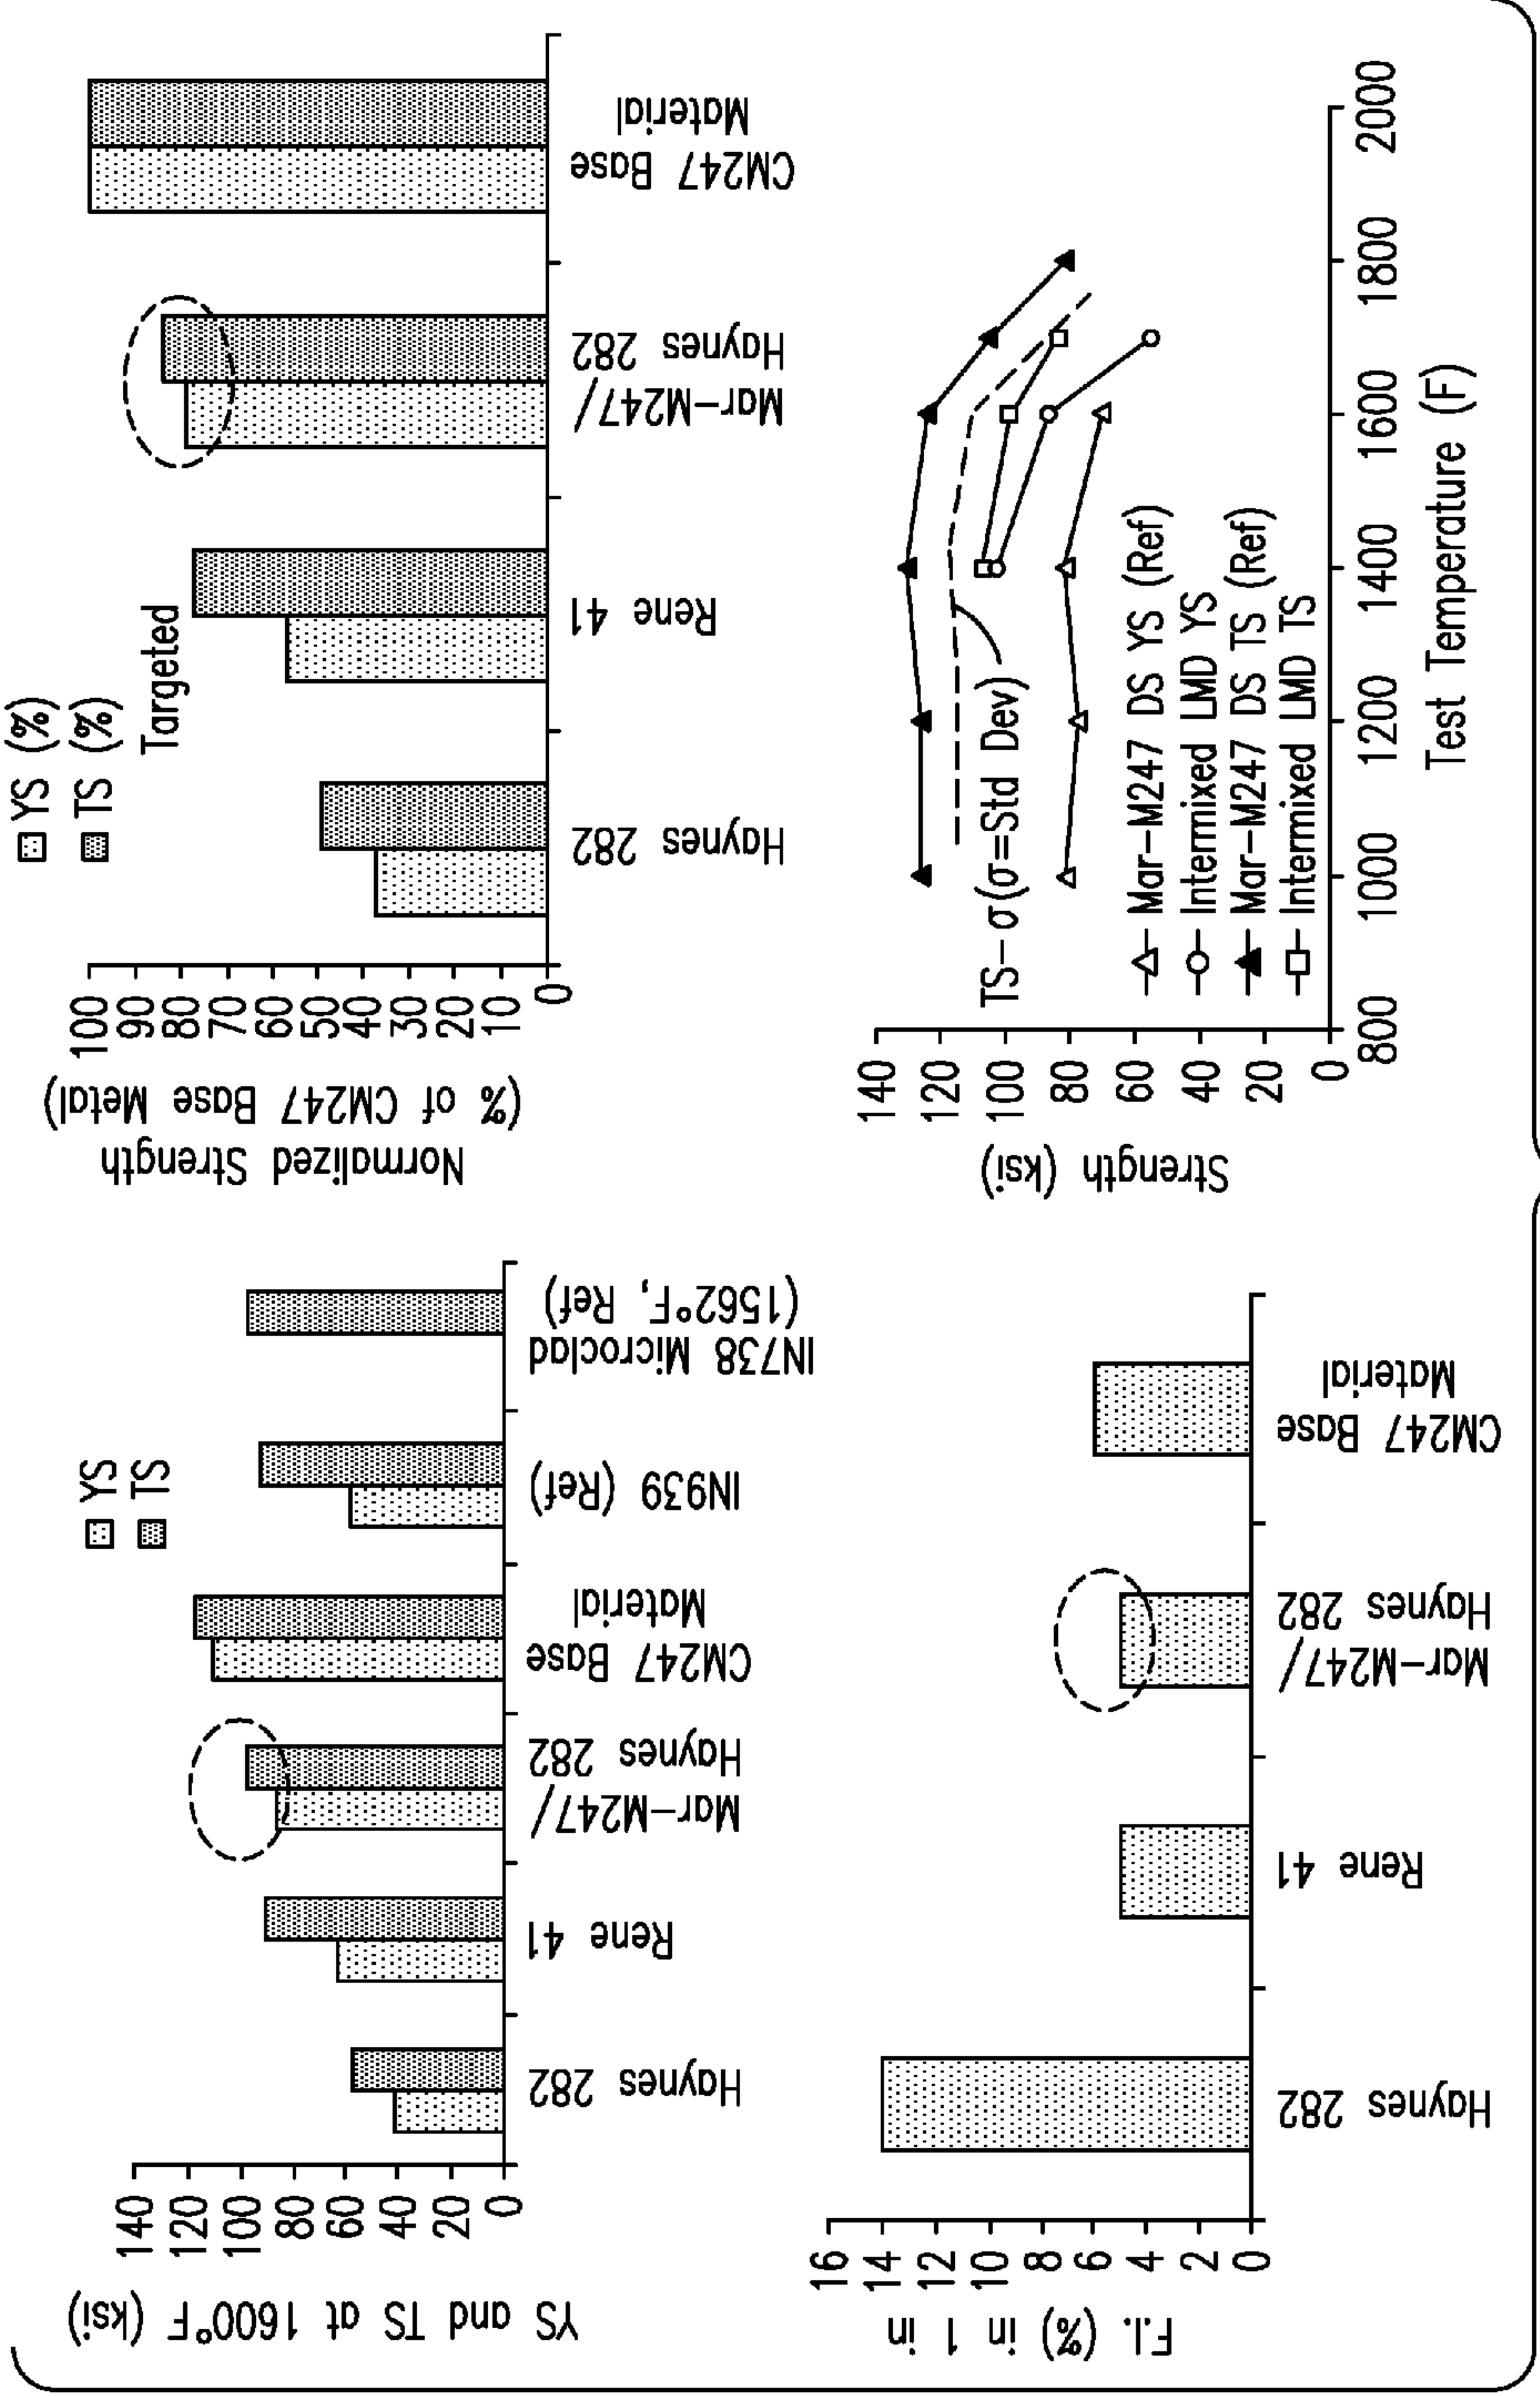 YS and TS at 1600°F (ksi)
140
120
100
80
60
40
20
0
YS
TS
Haynes 282
Rene 41
Mar-M247/
Haynes 282
CM247 Base
Material
IN939 (Ref)
IN738 Microclad
(1562°F, Ref)
Normalized Strength
(% of CM247 Base Metal)
100
90
80
70
60
50
40
30
20
10
0
YS (%)
TS (%)
Targeted
Haynes 282
Rene 41
Mar-M247/
Haynes 282
CM247 Base
Material
F.I. (%) in 1 in
16
14
12
10
8
6
4
2
0
Haynes 282
Rene 41
Mar-M247/
Haynes 282
CM247 Base
Material
Strength (ksi)
140
120
100
80
60
40
20
0
TS-σ(σ=Std Dev)
Mar-M247 DS YS (Ref)
Intermixed LMD YS
Mar-M247 DS TS (Ref)
Intermixed LMD TS
800
1000
1200
1400
1600
1800
2000
Test Temperature (F)